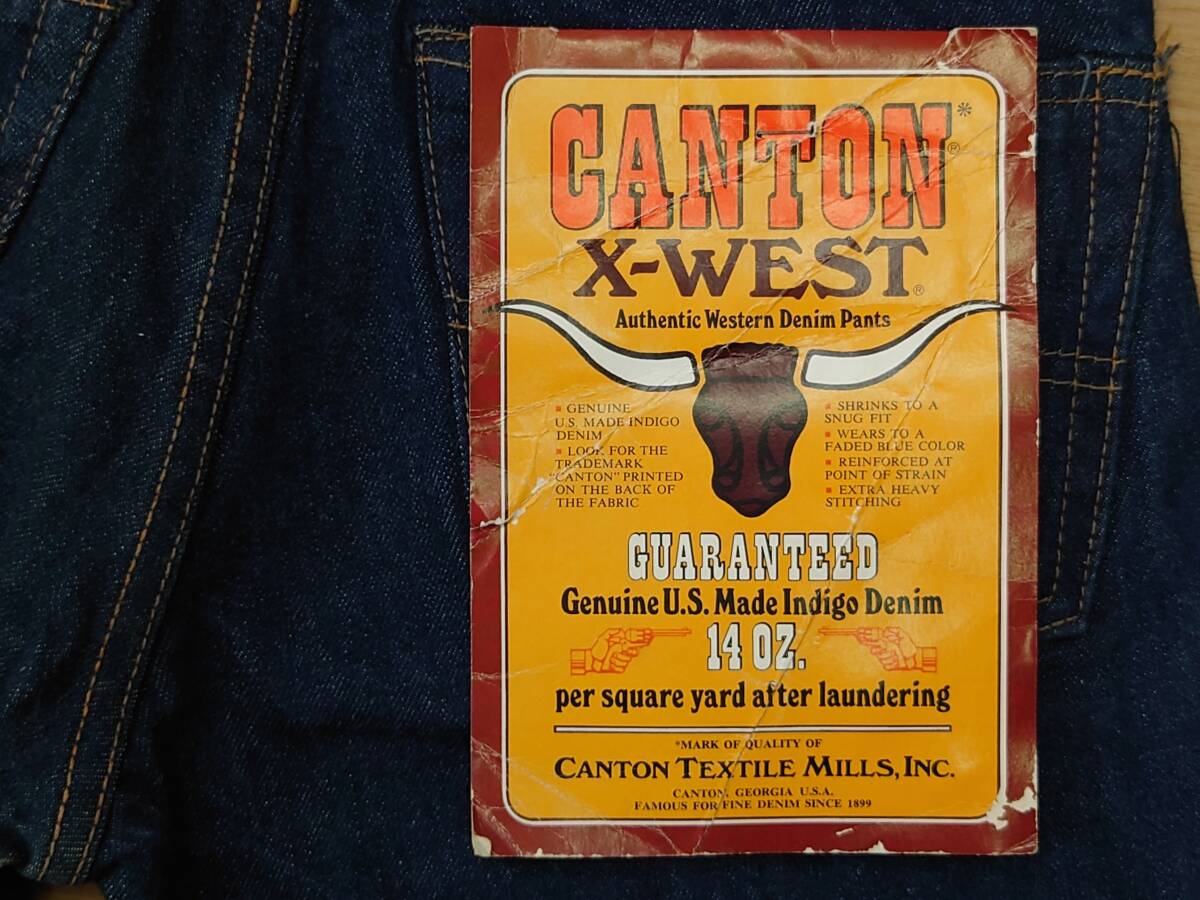 CANTON*®
X-WEST®
Authentic Western Denim Pants
▪ GENUINE
U.S. MADE INDIGO
DENIM
▪ LOOK FOR THE
TRADEMARK
"CANTON" PRINTED
ON THE BACK OF
THE FABRIC
▪ SHRINKS TO A
SNUG FIT
▪ WEARS TO A
FADED BLUE COLOR
▪ REINFORCED AT
POINT OF STRAIN
▪ EXTRA HEAVY
STITCHING
GUARANTEED
Genuine U.S. Made Indigo Denim
14 OZ.
per square yard after laundering
*MARK OF QUALITY OF
CANTON TEXTILE MILLS, INC.
CANTON, GEORGIA U.S.A.
FAMOUS FOR FINE DENIM SINCE 1899